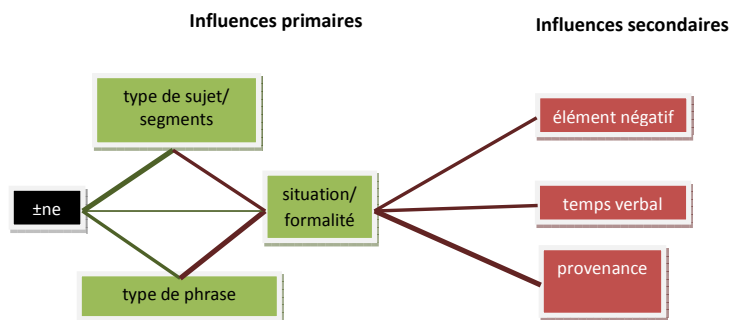 Influences primaires
Influences secondaires
type de sujet/
segments
élément négatif
±ne
situation/
formalité
temps verbal
provenance
type de phrase